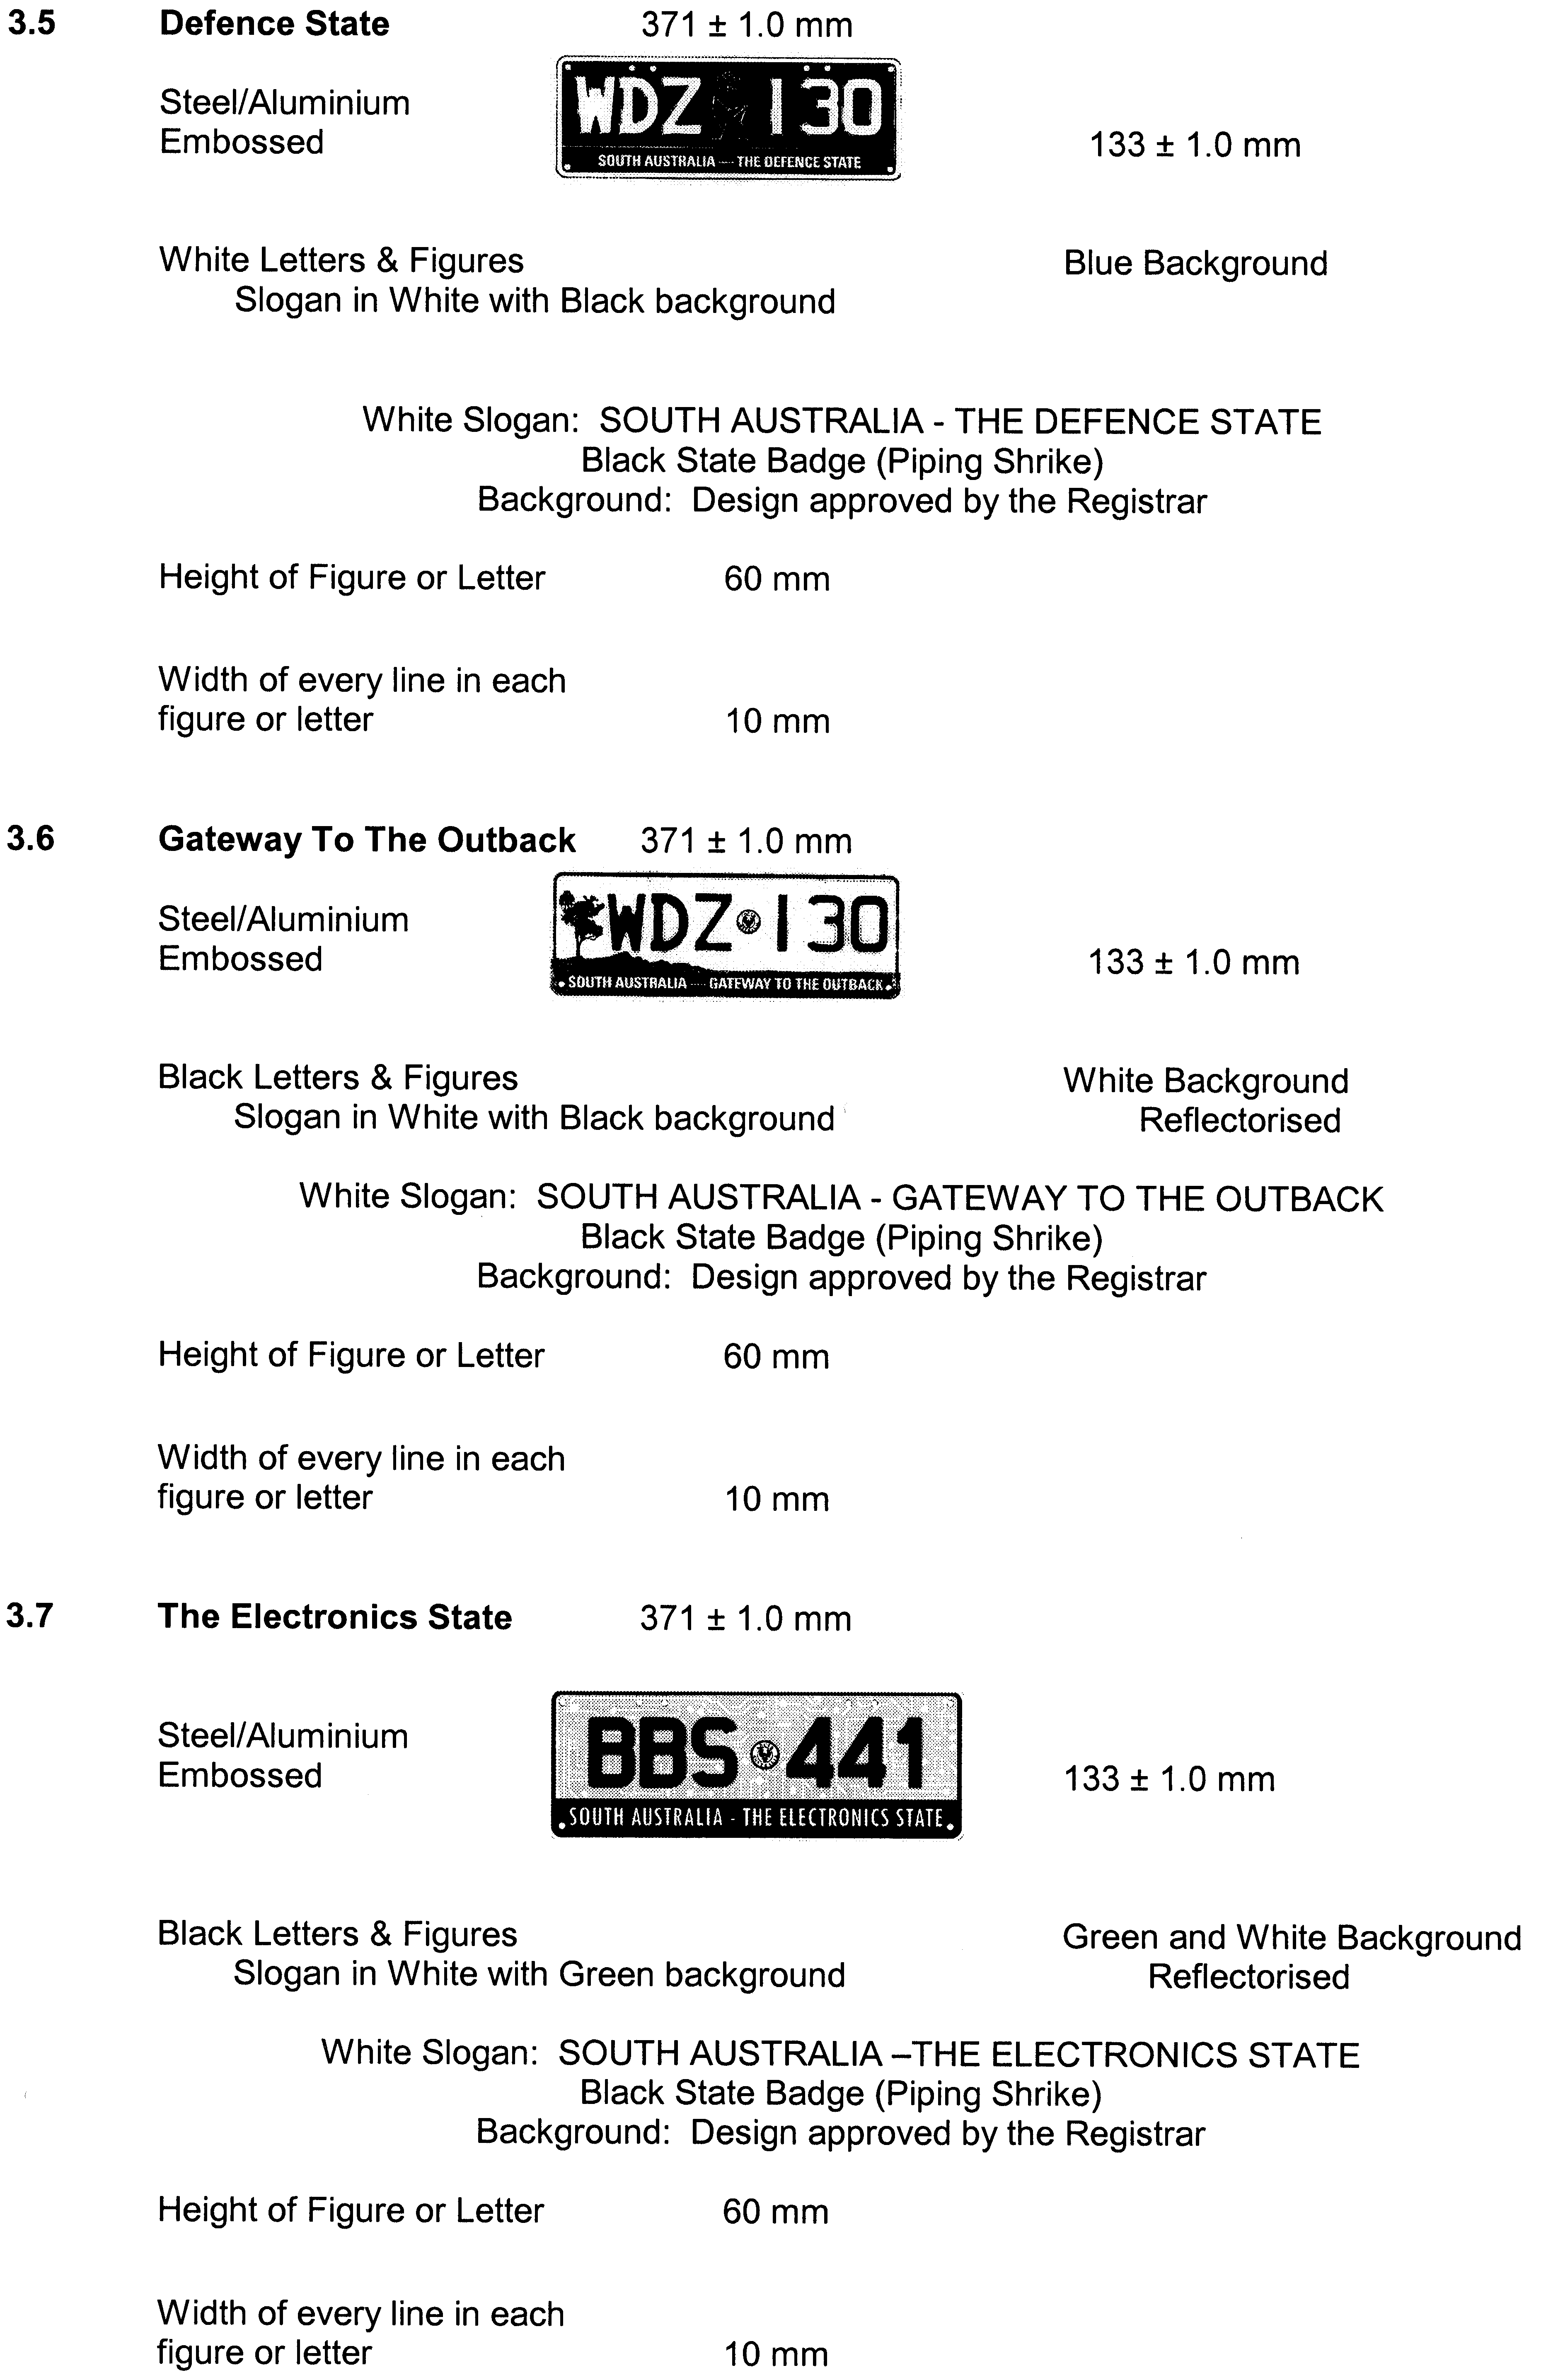 3.5 Defence State 371 ± 1.0 mm
WDZ 130
SOUTH AUSTRALIA — THE DEFENCE STATE
Steel/Aluminium
Embossed 133 ± 1.0 mm
White Letters & Figures Blue Background
Slogan in White with Black background
White Slogan: SOUTH AUSTRALIA - THE DEFENCE STATE
Black State Badge (Piping Shrike)
Background: Design approved by the Registrar
Height of Figure or Letter 60 mm
Width of every line in each
figure or letter 10 mm
3.6 Gateway To The Outback 371 ± 1.0 mm
WDZ 130
SOUTH AUSTRALIA — GATEWAY TO THE OUTBACK
Steel/Aluminium
Embossed 133 ± 1.0 mm
Black Letters & Figures White Background
Slogan in White with Black background Reflectorised
White Slogan: SOUTH AUSTRALIA - GATEWAY TO THE OUTBACK
Black State Badge (Piping Shrike)
Background: Design approved by the Registrar
Height of Figure or Letter 60 mm
Width of every line in each
figure or letter 10 mm
3.7 The Electronics State 371 ± 1.0 mm
BBS 441
SOUTH AUSTRALIA - THE ELECTRONICS STATE
Steel/Aluminium
Embossed 133 ± 1.0 mm
Black Letters & Figures Green and White Background
Slogan in White with Green background Reflectorised
White Slogan: SOUTH AUSTRALIA –THE ELECTRONICS STATE
Black State Badge (Piping Shrike)
Background: Design approved by the Registrar
Height of Figure or Letter 60 mm
Width of every line in each
figure or letter 10 mm